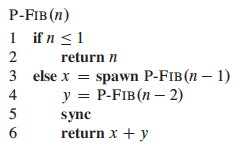 P-FIB(n)
1 if n ≤ 1
2 return n
3 else x = spawn P-FIB(n − 1)
4 y = P-FIB(n − 2)
5 sync
6 return x + y